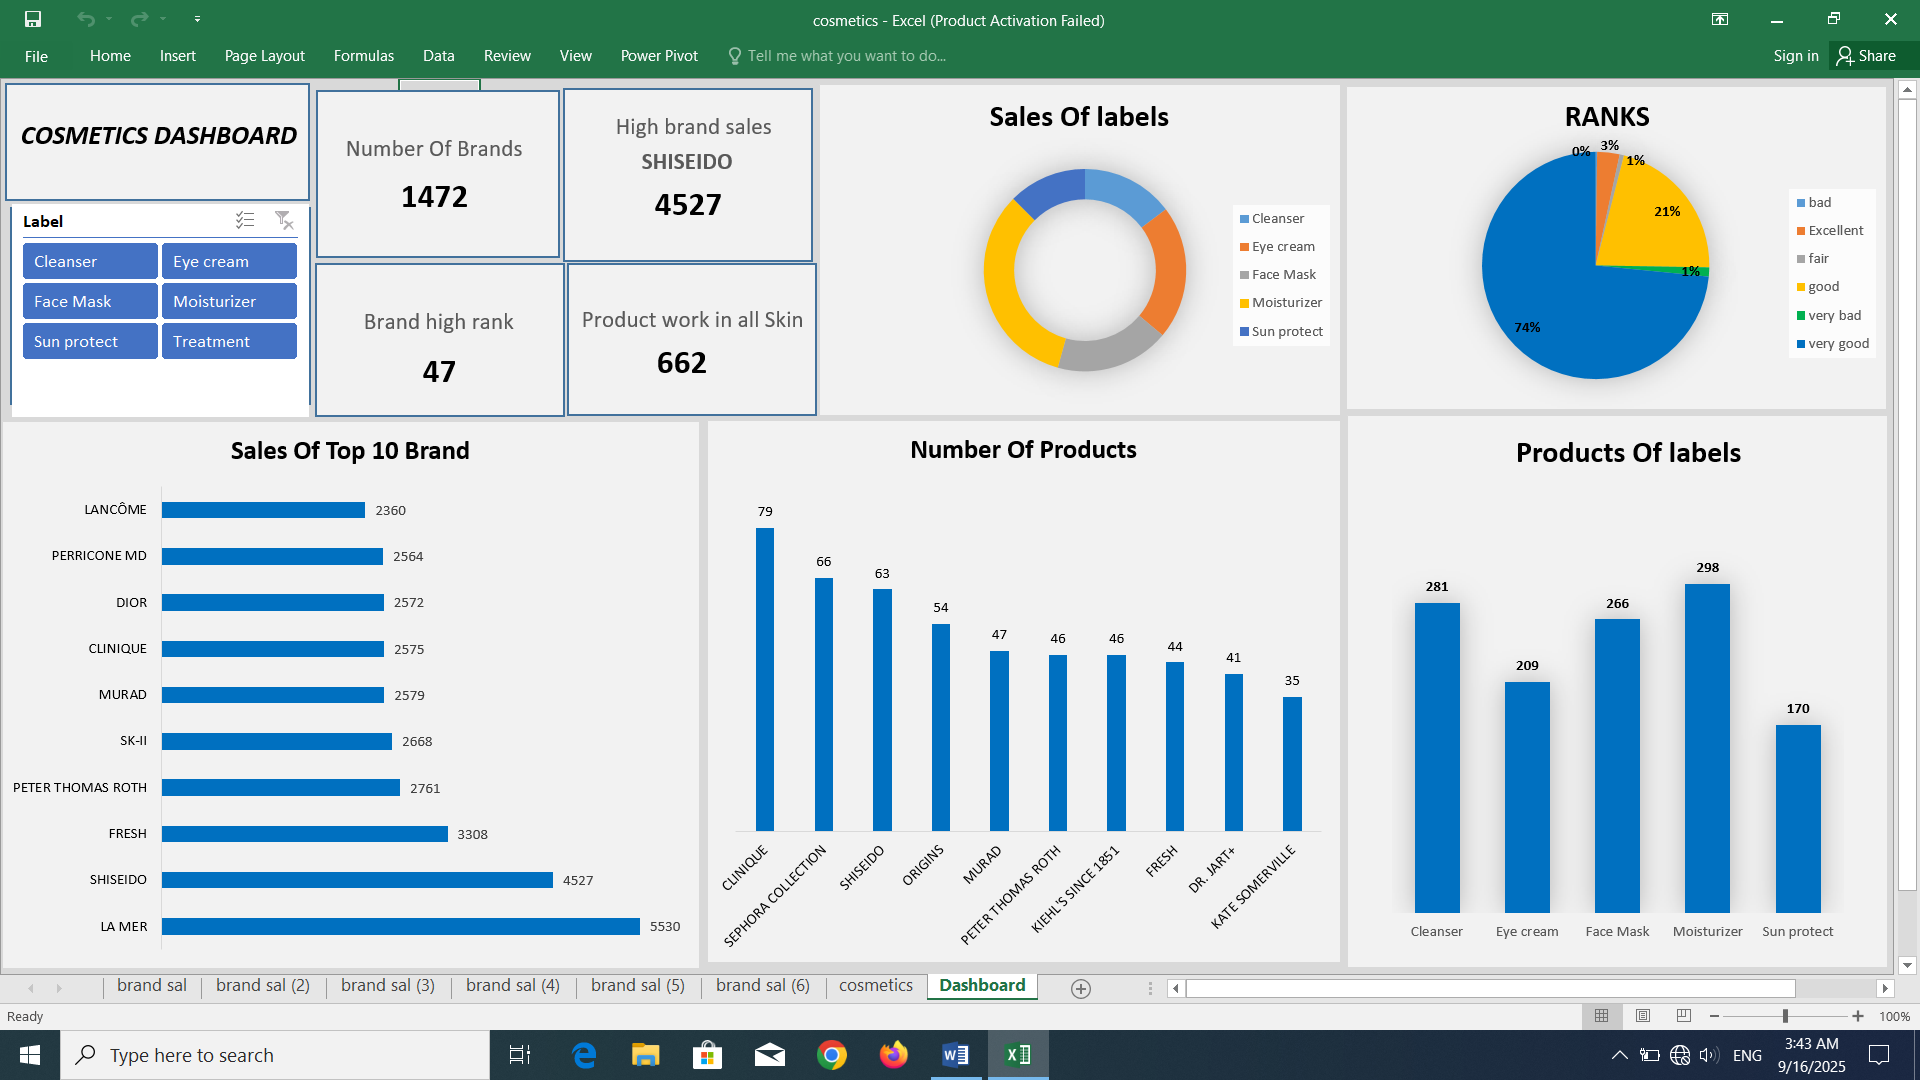 cosmetics - Excel (Product Activation Failed)
File
Home
Insert
Page Layout
Formulas
Data
Review
View
Power Pivot
Tell me what you want to do...
Sign in
Share
COSMETICS DASHBOARD
Label
Cleanser
Eye cream
Face Mask
Moisturizer
Sun protect
Treatment
Number Of Brands
1472
High brand sales
SHISEIDO
4527
Brand high rank
47
Product work in all Skin
662
Sales Of labels
Cleanser
Eye cream
Face Mask
Moisturizer
Sun protect
RANKS
0%
3%
1%
21%
1%
74%
bad
Excellent
fair
good
very bad
very good
Sales Of Top 10 Brand
LANCÔME 2360
PERRICONE MD 2564
DIOR 2572
CLINIQUE 2575
MURAD 2579
SK-II 2668
PETER THOMAS ROTH 2761
FRESH 3308
SHISEIDO 4527
LA MER 5530
Number Of Products
79
66
63
54
47
46
46
44
41
35
CLINIQUE
SEPHORA COLLECTION
SHISEIDO
ORIGINS
MURAD
PETER THOMAS ROTH
KIEHL'S SINCE 1851
FRESH
DR. JART+
KATE SOMERVILLE
Products Of labels
281
209
266
298
170
Cleanser
Eye cream
Face Mask
Moisturizer
Sun protect
brand sal
brand sal (2)
brand sal (3)
brand sal (4)
brand sal (5)
brand sal (6)
cosmetics
Dashboard
Ready
100%
Type here to search
ENG
3:43 AM
9/16/2025